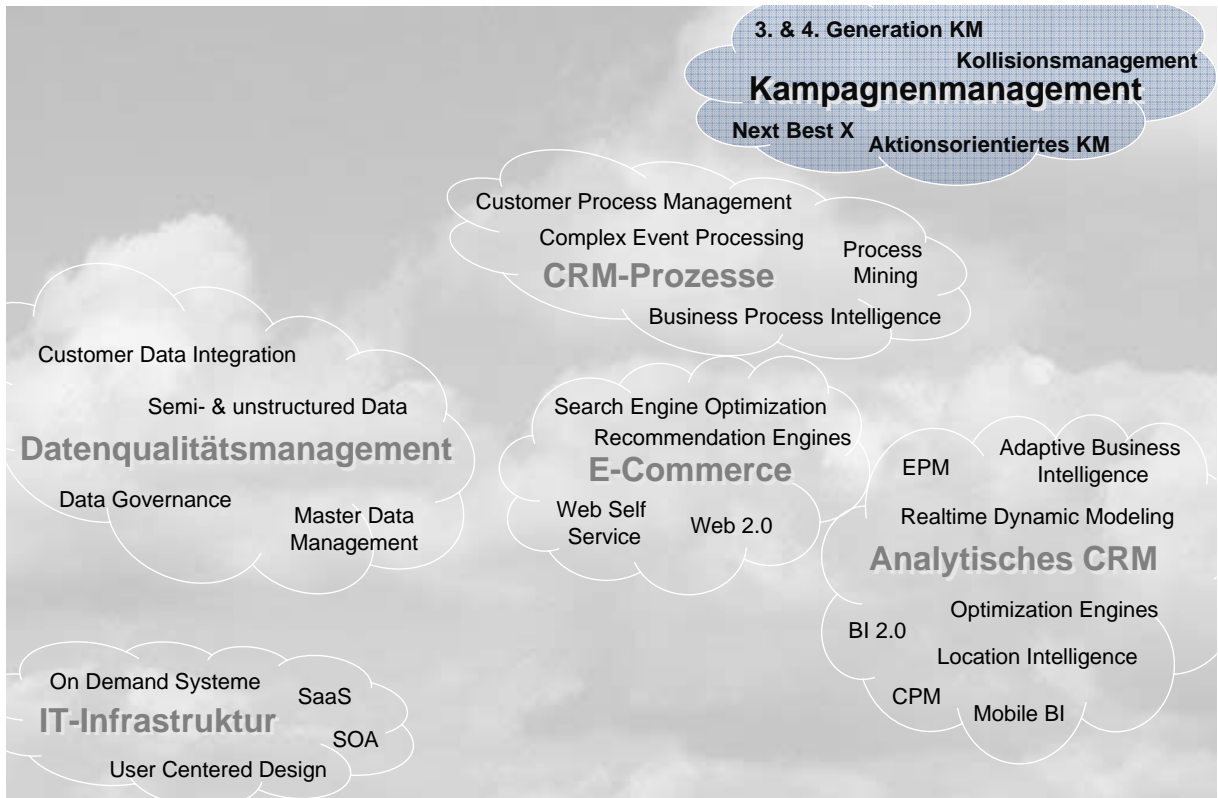 3. & 4. Generation KM
Kollisionsmanagement
Kampagnenmanagement
Next Best X
Aktionsorientiertes KM
Customer Process Management
Complex Event Processing
Process
Mining
CRM-Prozesse
Business Process Intelligence
Customer Data Integration
Semi- & unstructured Data
Datenqualitätsmanagement
Data Governance
Master Data
Management
Search Engine Optimization
Recommendation Engines
E-Commerce
Web Self
Service
Web 2.0
EPM
Adaptive Business
Intelligence
Realtime Dynamic Modeling
Analytisches CRM
Optimization Engines
BI 2.0
Location Intelligence
CPM
Mobile BI
On Demand Systeme
SaaS
IT-Infrastruktur
SOA
User Centered Design